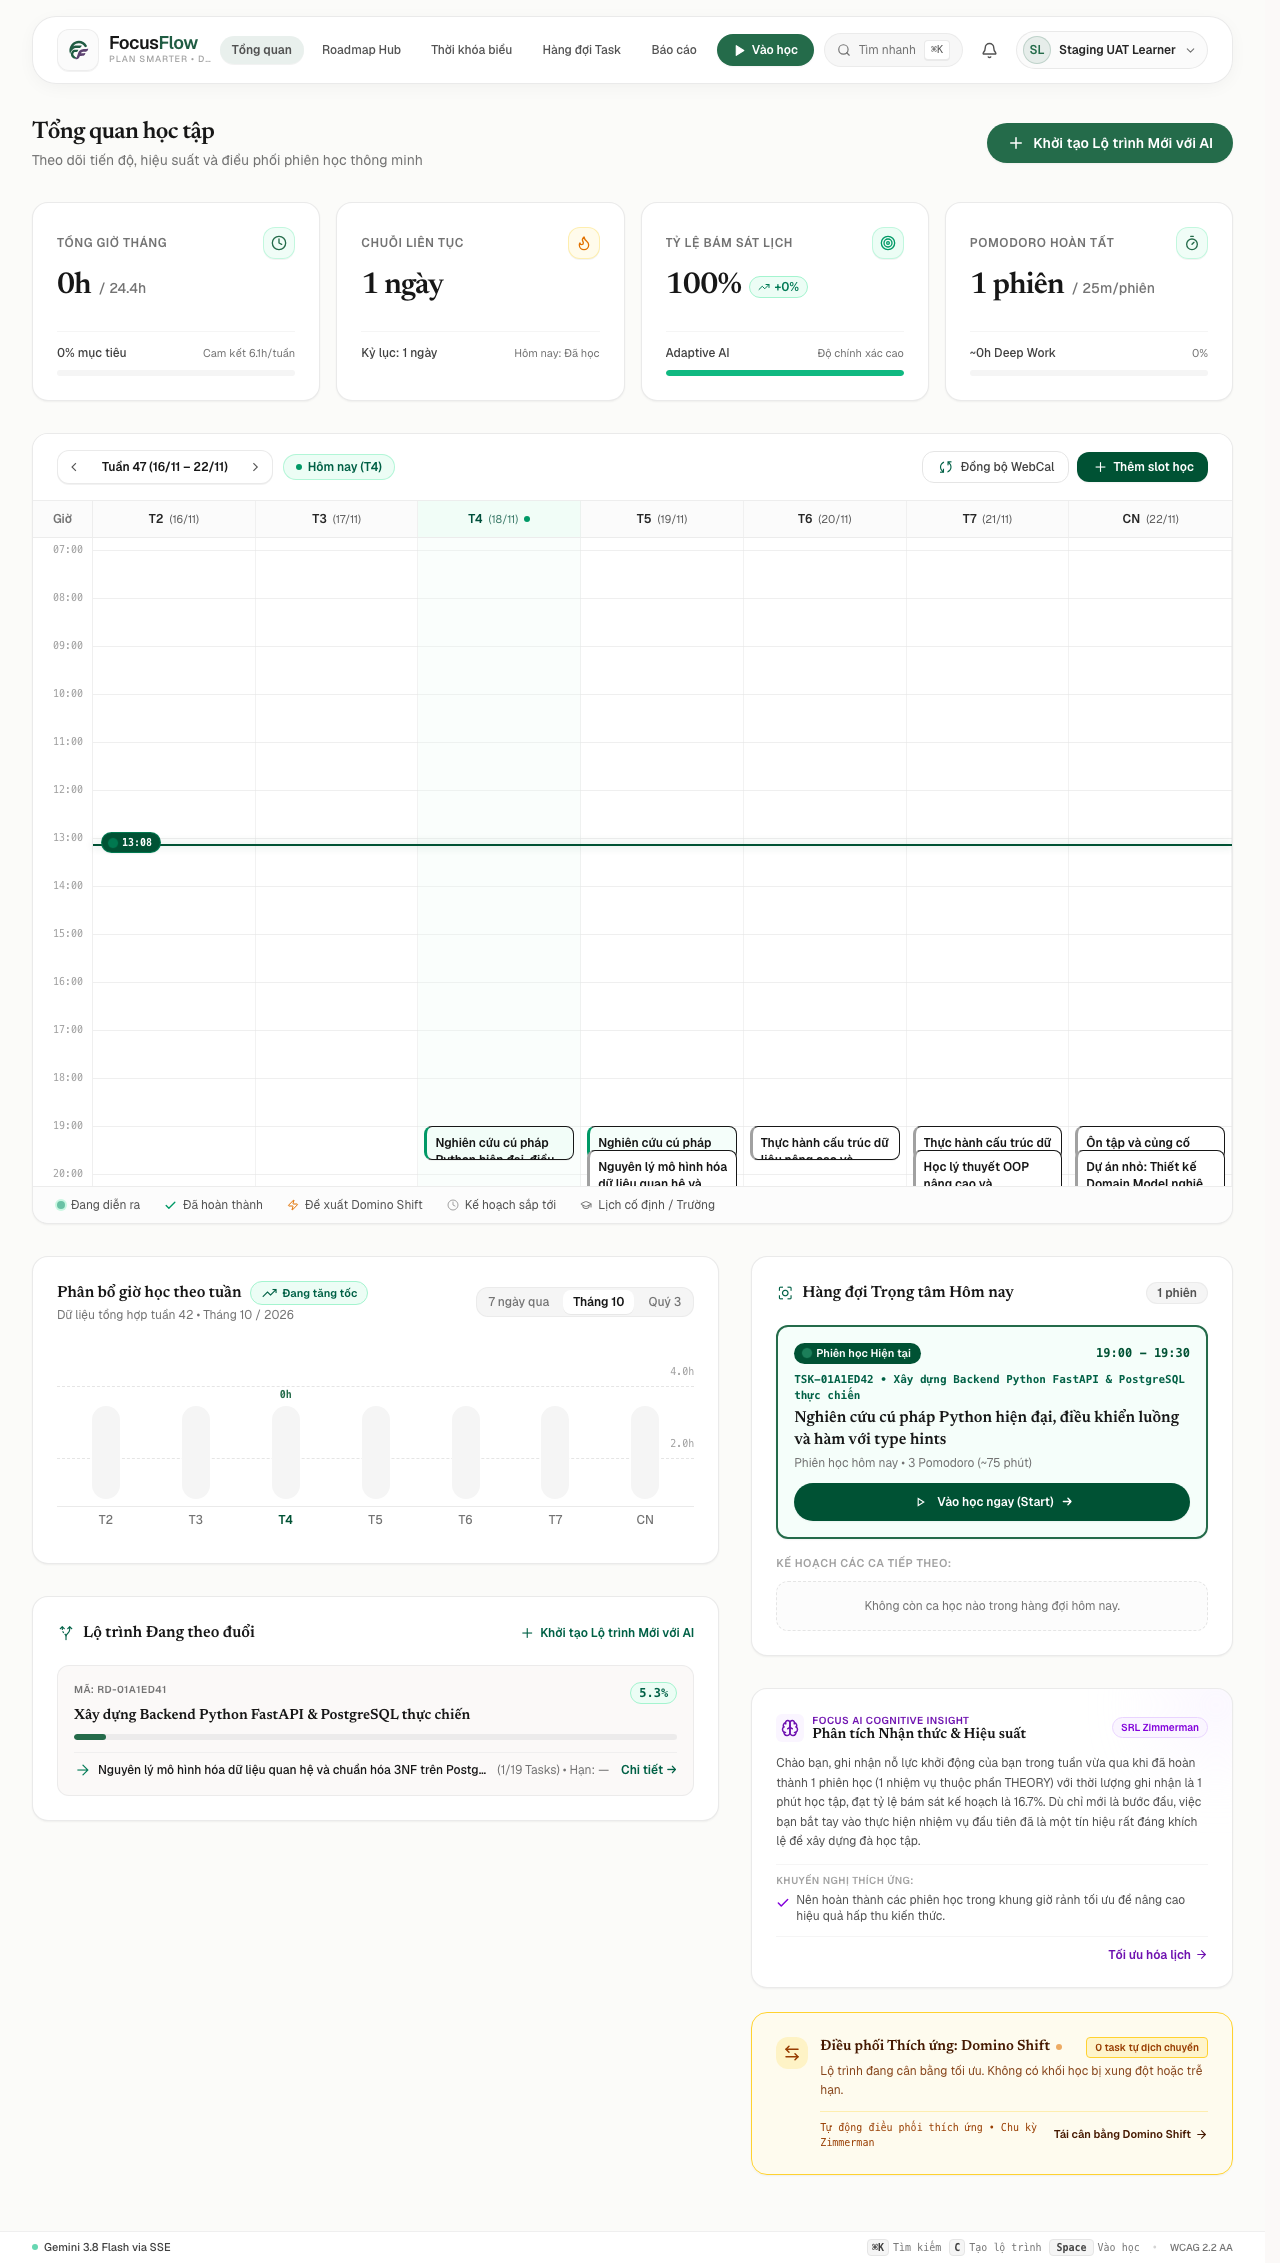 FocusFlow
PLAN SMARTER • D...
Tổng quan
Roadmap Hub
Thời khóa biểu
Hàng đợi Task
Báo cáo
Vào học
Tìm nhanh ⌘K
SL Staging UAT Learner
Tổng quan học tập
Theo dõi tiến độ, hiệu suất và điều phối phiên học thông minh
Khởi tạo Lộ trình Mới với AI
TỔNG GIỜ THÁNG
0h / 24.4h
0% mục tiêu Cam kết 6.1h/tuần
CHUỖI LIÊN TỤC
1 ngày
Kỷ lục: 1 ngày Hôm nay: Đã học
TỶ LỆ BÁM SÁT LỊCH
100% +0%
Adaptive AI Độ chính xác cao
POMODORO HOÀN TẤT
1 phiên / 25m/phiên
~0h Deep Work 0%
Tuần 47 (16/11 – 22/11)
Hôm nay (T4)
Đồng bộ WebCal
Thêm slot học
Giờ T2 (16/11) T3 (17/11) T4 (18/11) T5 (19/11) T6 (20/11) T7 (21/11) CN (22/11)
07:00
08:00
09:00
10:00
11:00
12:00
13:00
13:08
14:00
15:00
16:00
17:00
18:00
19:00
20:00
Nghiên cứu cú pháp
Python hiện đại, điều
Nghiên cứu cú pháp
Nguyên lý mô hình hóa
dữ liệu quan hệ và
Thực hành cấu trúc dữ
liệu nâng cao và
Thực hành cấu trúc dữ
Học lý thuyết OOP
nâng cao và
Ôn tập và củng cố
Dự án nhỏ: Thiết kế
Domain Model nghiệ
Đang diễn ra
Đã hoàn thành
Đề xuất Domino Shift
Kế hoạch sắp tới
Lịch cố định / Trường
Phân bổ giờ học theo tuần Đang tăng tốc
Dữ liệu tổng hợp tuần 42 • Tháng 10 / 2026
7 ngày qua Tháng 10 Quý 3
4.0h
0h
2.0h
T2 T3 T4 T5 T6 T7 CN
Lộ trình Đang theo đuổi
Khởi tạo Lộ trình Mới với AI
MÃ: RD-01A1ED41
5.3%
Xây dựng Backend Python FastAPI & PostgreSQL thực chiến
Nguyên lý mô hình hóa dữ liệu quan hệ và chuẩn hóa 3NF trên Postg... (1/19 Tasks) • Hạn: — Chi tiết →
Hàng đợi Trọng tâm Hôm nay 1 phiên
Phiên học Hiện tại 19:00 – 19:30
TSK-01A1ED42 • Xây dựng Backend Python FastAPI & PostgreSQL
thực chiến
Nghiên cứu cú pháp Python hiện đại, điều khiển luồng
và hàm với type hints
Phiên học hôm nay • 3 Pomodoro (~75 phút)
Vào học ngay (Start) →
KẾ HOẠCH CÁC CA TIẾP THEO:
Không còn ca học nào trong hàng đợi hôm nay.
FOCUS AI COGNITIVE INSIGHT
Phân tích Nhận thức & Hiệu suất
SRL Zimmerman
Chào bạn, ghi nhận nỗ lực khởi động của bạn trong tuần vừa qua khi đã hoàn
thành 1 phiên học (1 nhiệm vụ thuộc phần THEORY) với thời lượng ghi nhận là 1
phút học tập, đạt tỷ lệ bám sát kế hoạch là 16.7%. Dù chỉ mới là bước đầu, việc
bạn bắt tay vào thực hiện nhiệm vụ đầu tiên đã là một tín hiệu rất đáng khích
lệ để xây dựng đà học tập.
KHUYẾN NGHỊ THÍCH ỨNG:
Nên hoàn thành các phiên học trong khung giờ rảnh tối ưu để nâng cao
hiệu quả hấp thu kiến thức.
Tối ưu hóa lịch →
Điều phối Thích ứng: Domino Shift
0 task tự dịch chuyển
Lộ trình đang cân bằng tối ưu. Không có khối học bị xung đột hoặc trễ
hạn.
Tự động điều phối thích ứng • Chu kỳ
Zimmerman
Tái cân bằng Domino Shift →
Gemini 3.8 Flash via SSE
⌘K Tìm kiếm C Tạo lộ trình Space Vào học • WCAG 2.2 AA